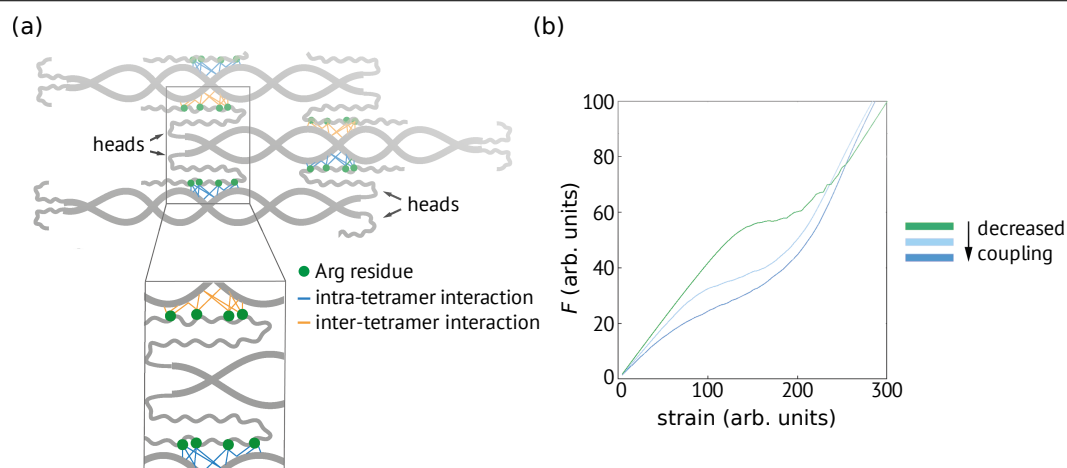 (a)
heads
heads
Arg residue
intra-tetramer interaction
inter-tetramer interaction
(b)
F (arb. units)
100
80
60
40
20
0
0
100
200
300
strain (arb. units)
decreased
coupling